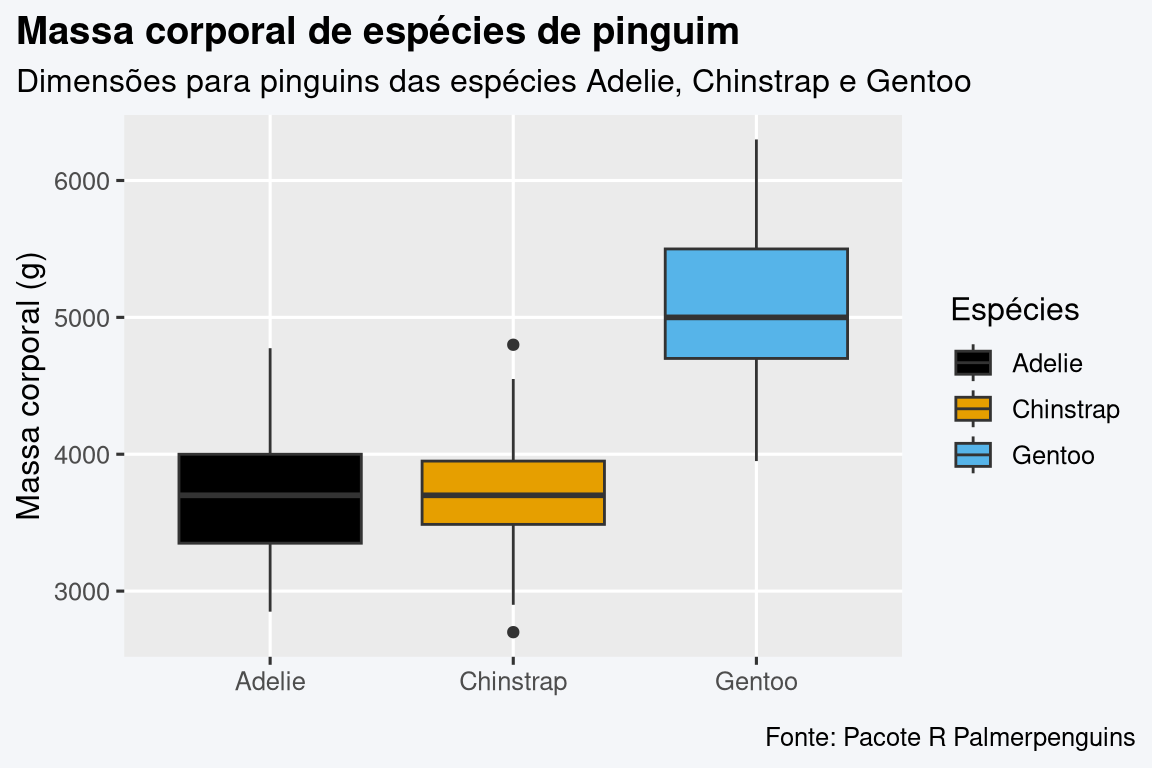 Massa corporal de espécies de pinguim
Dimensões para pinguins das espécies Adelie, Chinstrap e Gentoo
Massa corporal (g)
6000
5000
4000
3000
Adelie
Chinstrap
Gentoo
Espécies
Adelie
Chinstrap
Gentoo
Fonte: Pacote R Palmerpenguins